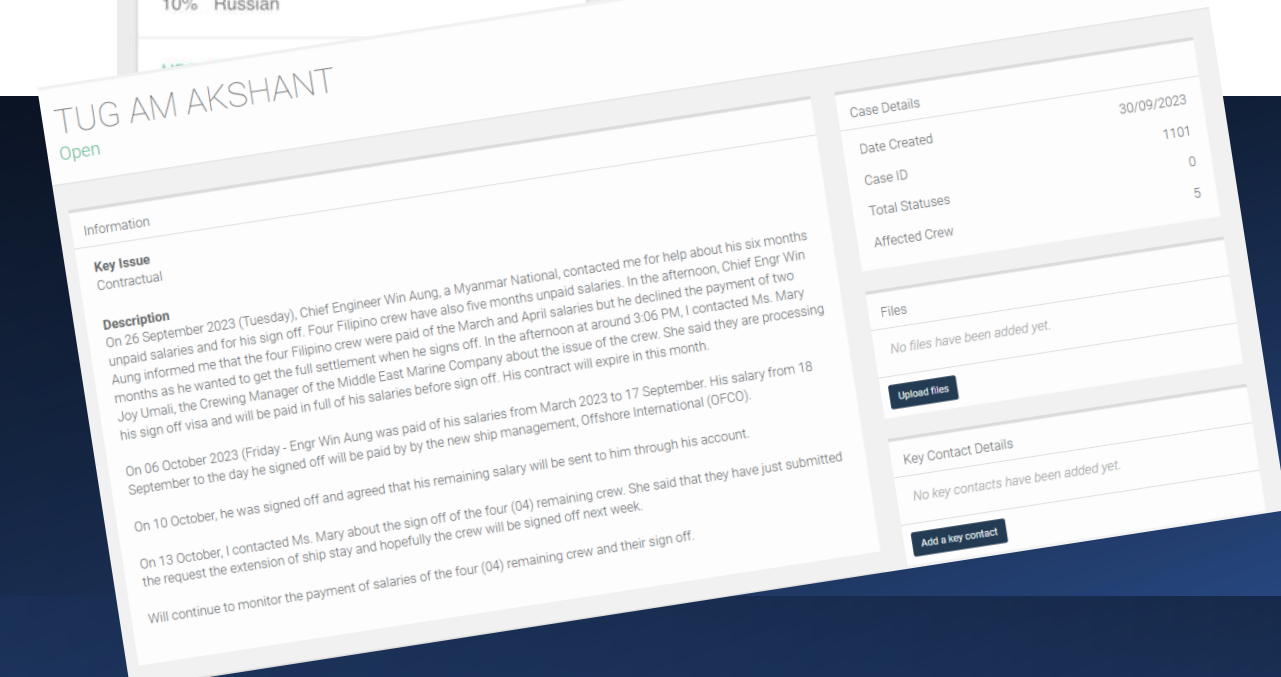 10% Russian
TUG AM AKSHANT
Open
Information
Key Issue
Contractual
Description
On 26 September 2023 (Tuesday), Chief Engineer Win Aung, a Myanmar National, contacted me for help about his six months
unpaid salaries and for his sign off. Four Filipino crew have also five months unpaid salaries. In the afternoon, Chief Engr Win
Aung informed me that the four Filipino crew were paid of the March and April salaries but he declined the payment of two
months as he wanted to get the full settlement when he signs off. In the afternoon at around 3:06 PM, I contacted Ms. Mary
Joy Umali, the Crewing Manager of the Middle East Marine Company about the issue of the crew. She said they are processing
his sign off visa and will be paid in full of his salaries before sign off. His contract will expire in this month.
On 06 October 2023 (Friday - Engr Win Aung was paid of his salaries from March 2023 to 17 September. His salary from 18
September to the day he signed off will be paid by by the new ship management, Offshore International (OFCO).
On 10 October, he was signed off and agreed that his remaining salary will be sent to him through his account.
On 13 October, I contacted Ms. Mary about the sign off of the four (04) remaining crew. She said that they have just submitted
the request the extension of ship stay and hopefully the crew will be signed off next week.
Will continue to monitor the payment of salaries of the four (04) remaining crew and their sign off.
Case Details
Date Created 30/09/2023
Case ID 1101
Total Statuses 0
Affected Crew 5
Files
No files have been added yet.
Upload files
Key Contact Details
No key contacts have been added yet.
Add a key contact